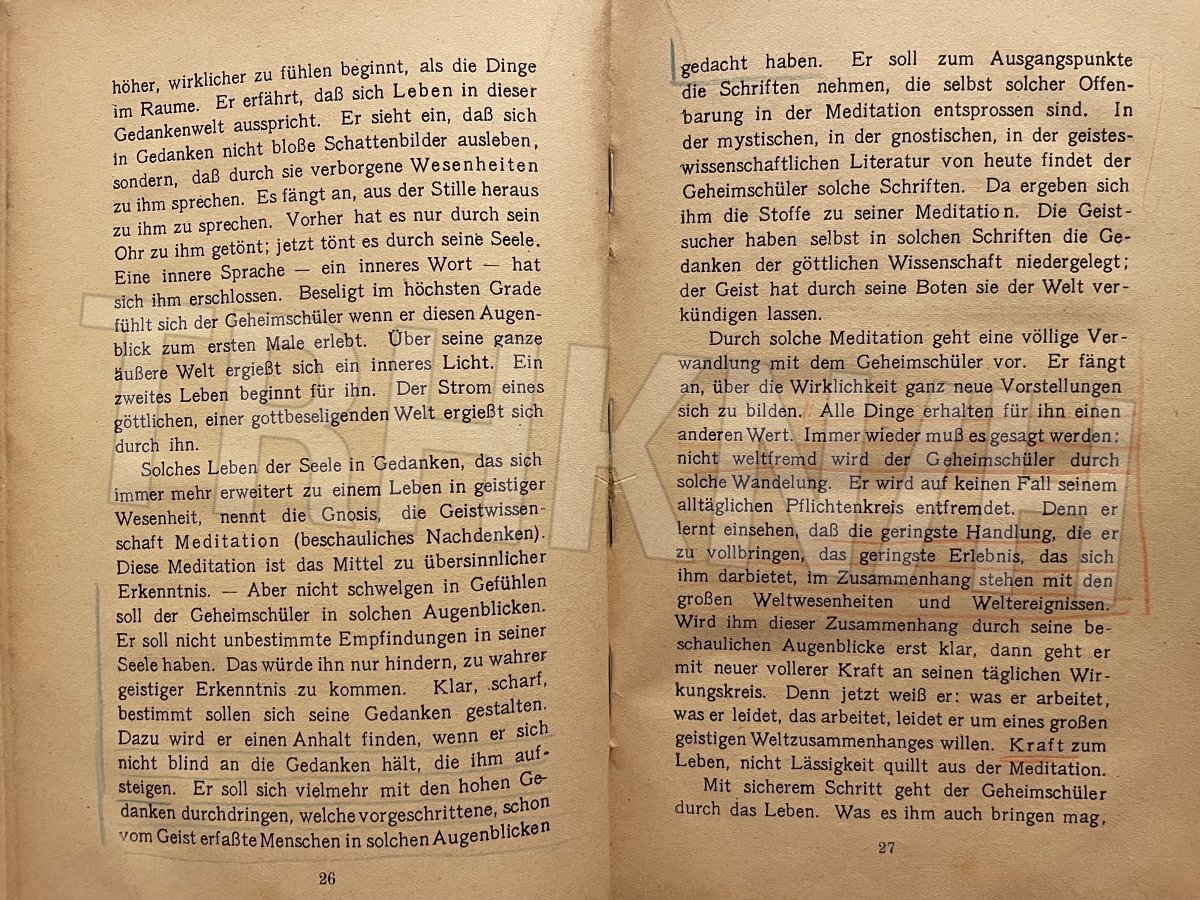 höher, wirklicher zu fühlen beginnt, als die Dinge
im Raume. Er erfährt, daß sich Leben in dieser
Gedankenwelt ausspricht. Er sieht ein, daß sich
in Gedanken nicht bloße Schattenbilder ausleben,
sondern, daß durch sie verborgene Wesenheiten
zu ihm sprechen. Es fängt an, aus der Stille heraus
zu ihm zu sprechen. Vorher hat es nur durch sein
Ohr zu ihm getönt; jetzt tönt es durch seine Seele.
Eine innere Sprache — ein inneres Wort — hat
sich ihm erschlossen. Beseligt im höchsten Grade
fühlt sich der Geheimschüler wenn er diesen Augen-
blick zum ersten Male erlebt. Über seine ganze
äußere Welt ergießt sich ein inneres Licht. Ein
zweites Leben beginnt für ihn. Der Strom eines
göttlichen, einer gottbeseligenden Welt ergießt sich
durch ihn.
Solches Leben der Seele in Gedanken, das sich
immer mehr erweitert zu einem Leben in geistiger
Wesenheit, nennt die Gnosis, die Geistwissen-
schaft Meditation (beschauliches Nachdenken).
Diese Meditation ist das Mittel zu übersinnlicher
Erkenntnis. — Aber nicht schwelgen in Gefühlen
soll der Geheimschüler in solchen Augenblicken.
Er soll nicht unbestimmte Empfindungen in seiner
Seele haben. Das würde ihn nur hindern, zu wahrer
geistiger Erkenntnis zu kommen. Klar, scharf,
bestimmt sollen sich seine Gedanken gestalten.
Dazu wird er einen Anhalt finden, wenn er sich
nicht blind an die Gedanken hält, die ihm auf-
steigen. Er soll sich vielmehr mit den hohen Ge-
danken durchdringen, welche vorgeschrittene, schon
vom Geist erfaßte Menschen in solchen Augenblicken
26
gedacht haben. Er soll zum Ausgangspunkte
die Schriften nehmen, die selbst solcher Offen-
barung in der Meditation entsprossen sind. In
der mystischen, in der gnostischen, in der geistes-
wissenschaftlichen Literatur von heute findet der
Geheimschüler solche Schriften. Da ergeben sich
ihm die Stoffe zu seiner Meditation. Die Geist-
sucher haben selbst in solchen Schriften die Ge-
danken der göttlichen Wissenschaft niedergelegt;
der Geist hat durch seine Boten sie der Welt ver-
kündigen lassen.
Durch solche Meditation geht eine völlige Ver-
wandlung mit dem Geheimschüler vor. Er fängt
an, über die Wirklichkeit ganz neue Vorstellungen
sich zu bilden. Alle Dinge erhalten für ihn einen
anderen Wert. Immer wieder muß es gesagt werden:
nicht weltfremd wird der Geheimschüler durch
solche Wandelung. Er wird auf keinen Fall seinem
alltäglichen Pflichtenkreis entfremdet. Denn er
lernt einsehen, daß die geringste Handlung, die er
zu vollbringen, das geringste Erlebnis, das sich
ihm darbietet, im Zusammenhang stehen mit den
großen Weltwesenheiten und Weltereignissen.
Wird ihm dieser Zusammenhang durch seine be-
schaulichen Augenblicke erst klar, dann geht er
mit neuer vollerer Kraft an seinen täglichen Wir-
kungskreis. Denn jetzt weiß er: was er arbeitet,
was er leidet, das arbeitet, leidet er um eines großen
geistigen Weltzusammenhanges willen. Kraft zum
Leben, nicht Lässigkeit quillt aus der Meditation.
Mit sicherem Schritt geht der Geheimschüler
durch das Leben. Was es ihm auch bringen mag,
27